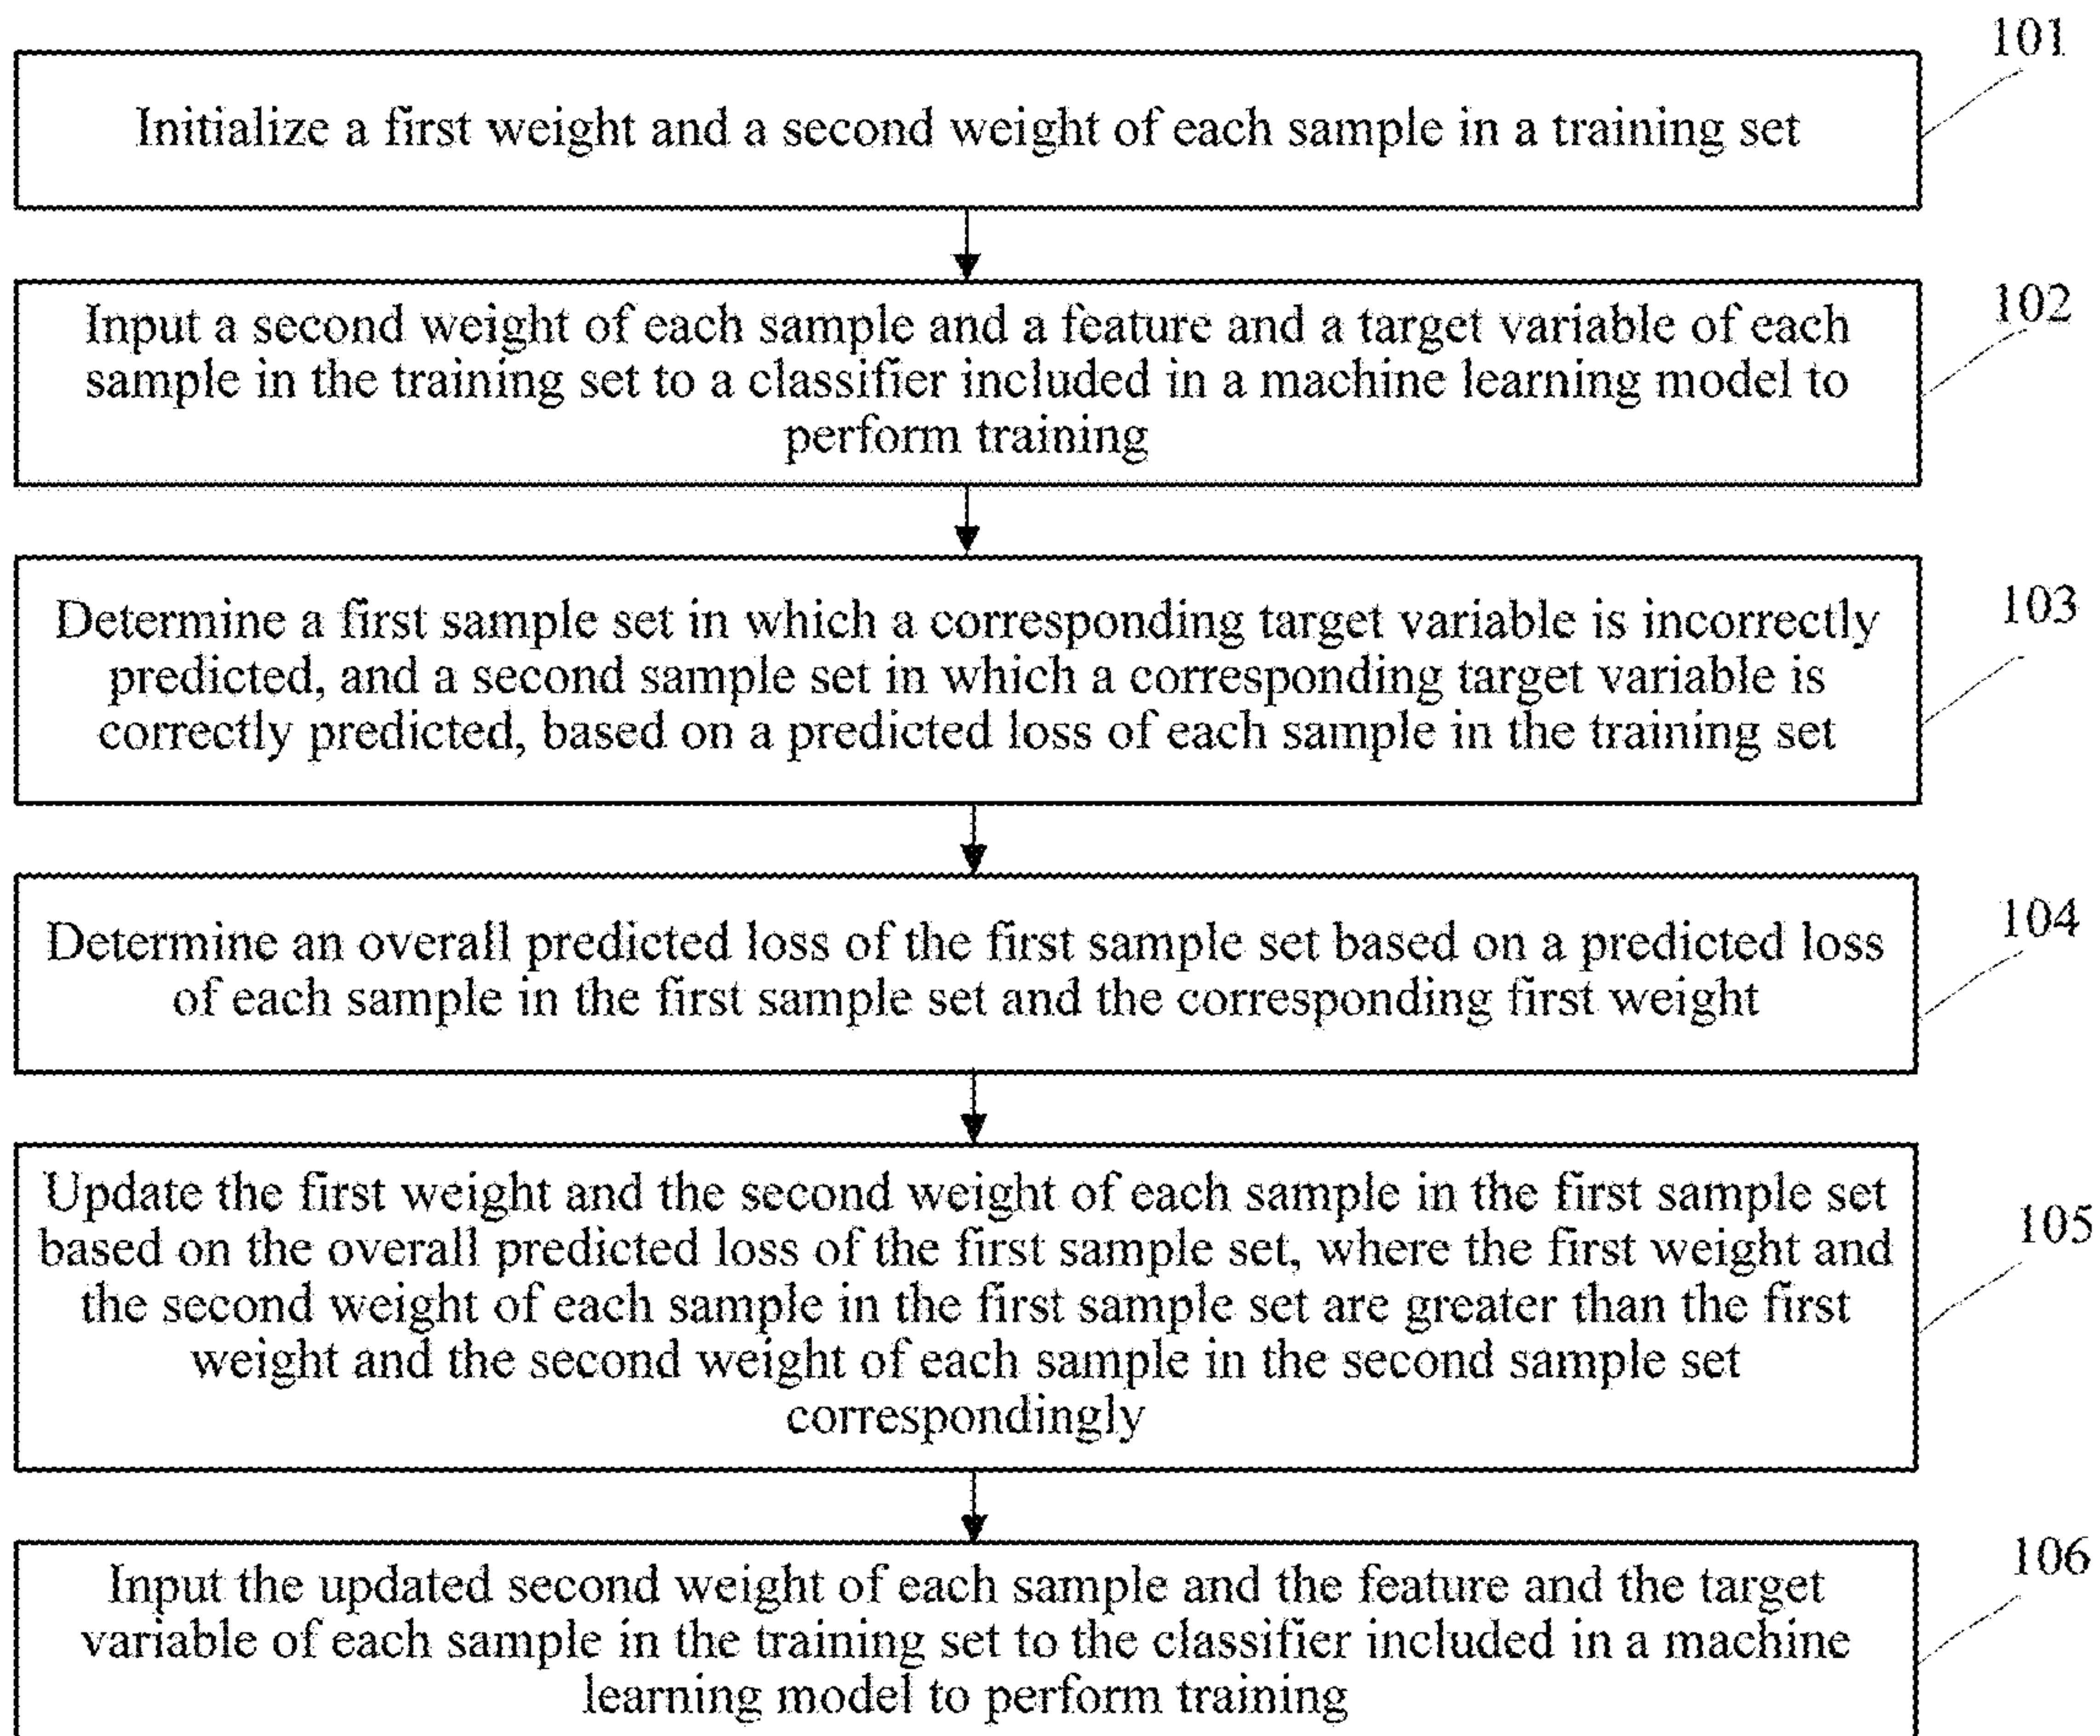 101
Initialize a first weight and a second weight of each sample in a training set
102
Input a second weight of each sample and a feature and a target variable of each
sample in the training set to a classifier included in a machine learning model to
perform training
103
Determine a first sample set in which a corresponding target variable is incorrectly
predicted, and a second sample set in which a corresponding target variable is
correctly predicted, based on a predicted loss of each sample in the training set
104
Determine an overall predicted loss of the first sample set based on a predicted loss
of each sample in the first sample set and the corresponding first weight
105
Update the first weight and the second weight of each sample in the first sample set
based on the overall predicted loss of the first sample set, where the first weight and
the second weight of each sample in the first sample set are greater than the first
weight and the second weight of each sample in the second sample set
correspondingly
106
Input the updated second weight of each sample and the feature and the target
variable of each sample in the training set to the classifier included in a machine
learning model to perform training